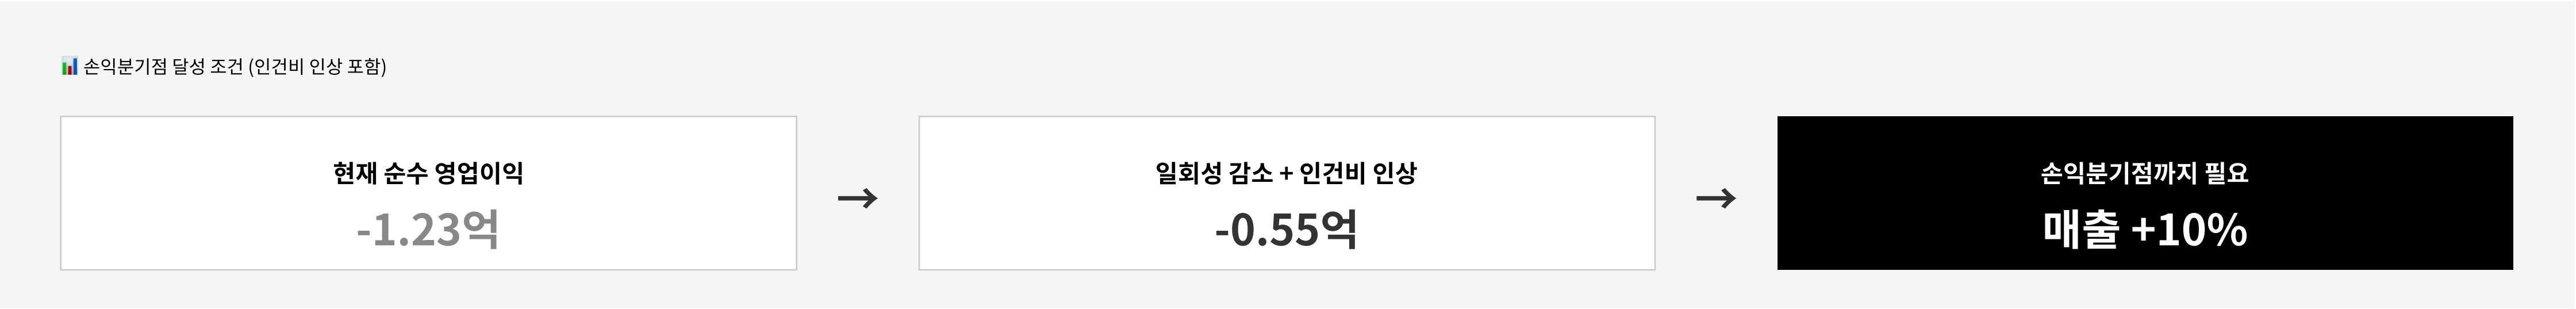 📊 손익분기점 달성 조건 (인건비 인상 포함)
현재 순수 영업이익
-1.23억
→
일회성 감소 + 인건비 인상
-0.55억
→
손익분기점까지 필요
매출 +10%